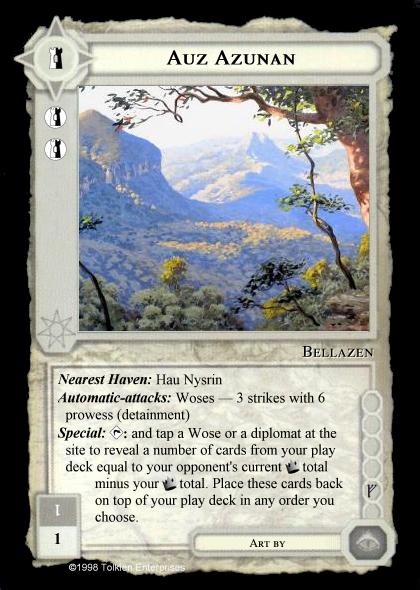 AUZ AZUNAN
BELLAZEN
Nearest Haven: Hau Nysrin
Automatic-attacks: Woses — 3 strikes with 6
prowess (detainment)
Special: : and tap a Wose or a diplomat at the
site to reveal a number of cards from your play
deck equal to your opponent's current total
minus your total. Place these cards back
on top of your play deck in any order you
choose.
1
1
ART BY
©1998 Tolkien Enterprises